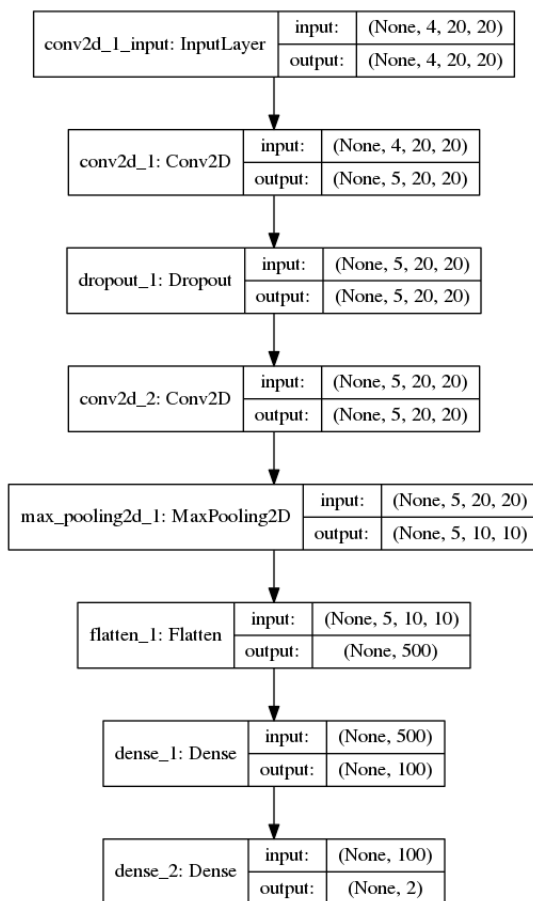 conv2d_1_input: InputLayer
input: (None, 4, 20, 20)
output: (None, 4, 20, 20)
conv2d_1: Conv2D
input: (None, 4, 20, 20)
output: (None, 5, 20, 20)
dropout_1: Dropout
input: (None, 5, 20, 20)
output: (None, 5, 20, 20)
conv2d_2: Conv2D
input: (None, 5, 20, 20)
output: (None, 5, 20, 20)
max_pooling2d_1: MaxPooling2D
input: (None, 5, 20, 20)
output: (None, 5, 10, 10)
flatten_1: Flatten
input: (None, 5, 10, 10)
output: (None, 500)
dense_1: Dense
input: (None, 500)
output: (None, 100)
dense_2: Dense
input: (None, 100)
output: (None, 2)